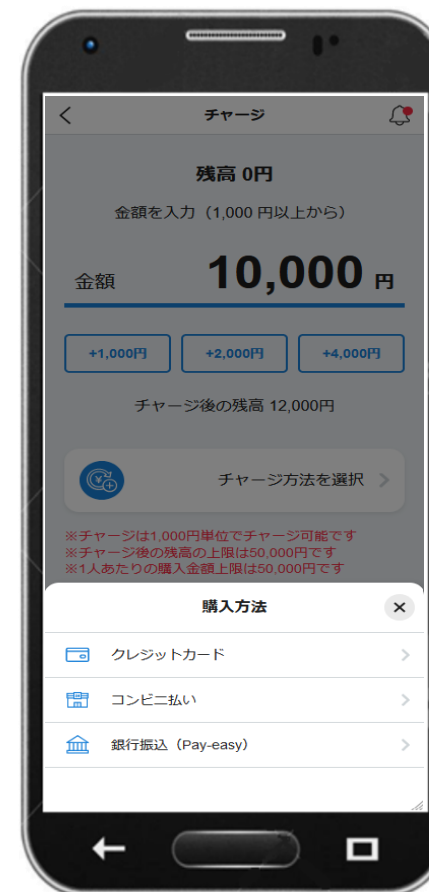 チャージ
残高 0円
金額を入力（1,000 円以上から）
金額 10,000 円
+1,000円 +2,000円 +4,000円
チャージ後の残高 12,000円
チャージ方法を選択
※チャージは1,000円単位でチャージ可能です
※チャージ後の残高の上限は50,000円です
※1人あたりの購入金額上限は50,000円です
購入方法
クレジットカード
コンビニ払い
銀行振込（Pay-easy）